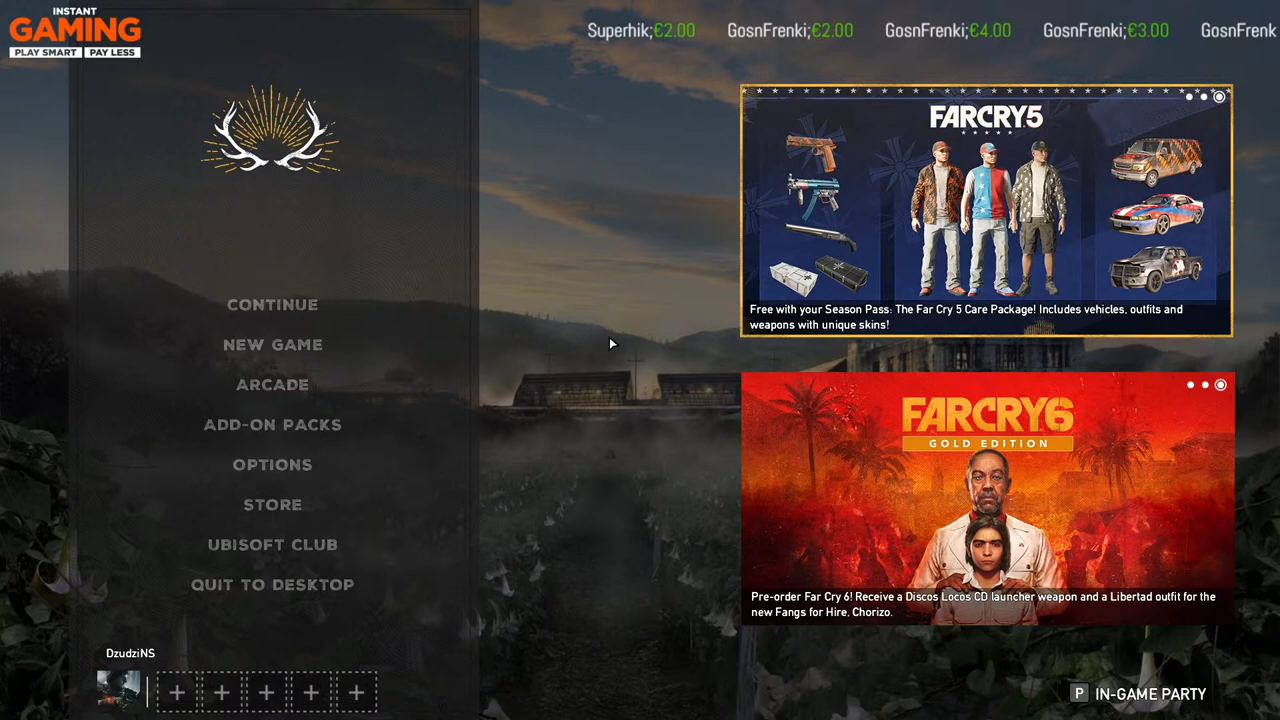 INSTANT
GAMING
PLAY SMART PAY LESS
Superhik;€2.00 GosnFrenki;€2.00 GosnFrenki;€4.00 GosnFrenki;€3.00 GosnFrenk
FARCRY5
Free with your Season Pass: The Far Cry 5 Care Package! Includes vehicles, outfits and
weapons with unique skins!
CONTINUE
NEW GAME
ARCADE
ADD-ON PACKS
OPTIONS
STORE
UBISOFT CLUB
QUIT TO DESKTOP
FARCRY6
GOLD EDITION
Pre-order Far Cry 6! Receive a Discos Locos CD launcher weapon and a Libertad outfit for the
new Fangs for Hire, Chorizo.
DzudziNS
P IN-GAME PARTY